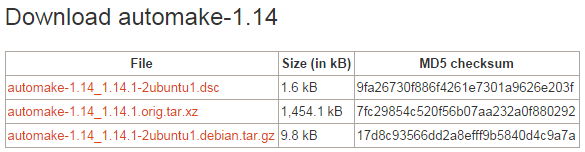 Download automake-1.14
File Size (in kB) MD5 checksum
automake-1.14_1.14.1-2ubuntu1.dsc 1.6 kB 9fa26730f886f4261e7301a9626e203f
automake-1.14_1.14.1.orig.tar.xz 1,454.1 kB 7fc29854c520f56b07aa232a0f880292
automake-1.14_1.14.1-2ubuntu1.debian.tar.gz 9.8 kB 17d8c93566dd2a8efff9b5840d4c9a7a